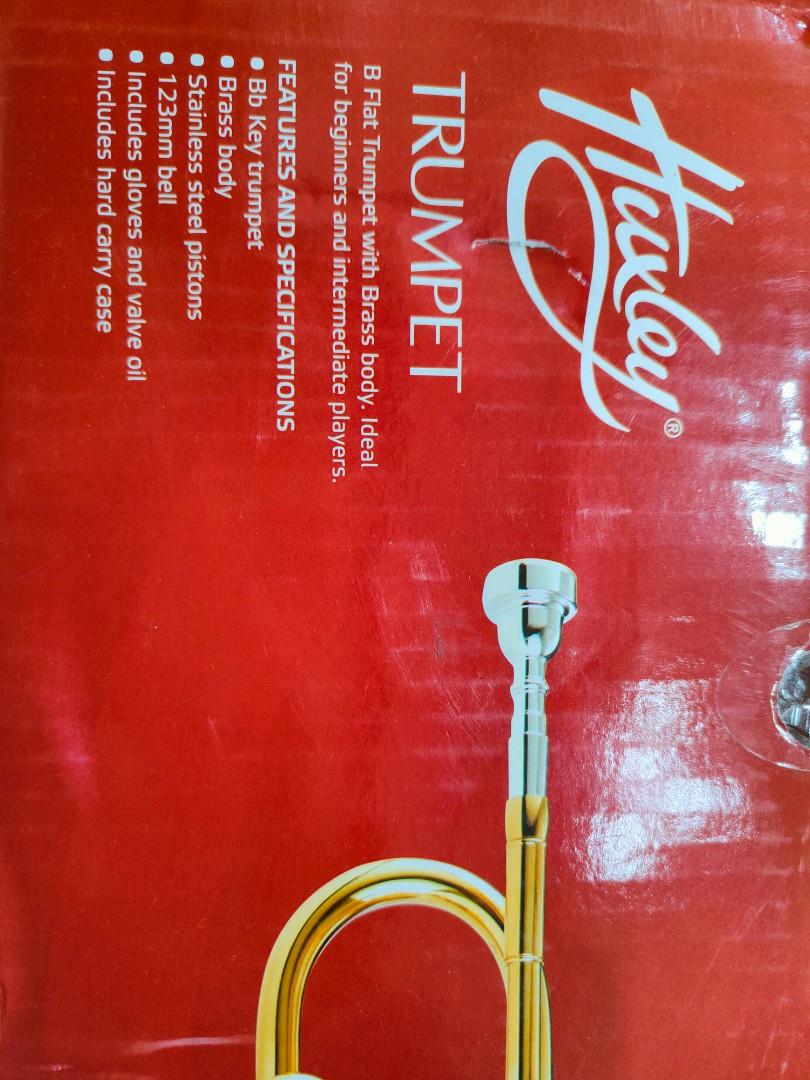 Huxley®
TRUMPET
B Flat Trumpet with Brass body. Ideal
for beginners and intermediate players.
FEATURES AND SPECIFICATIONS
• Bb Key trumpet
• Brass body
• Stainless steel pistons
• 123mm bell
• Includes gloves and valve oil
• Includes hard carry case